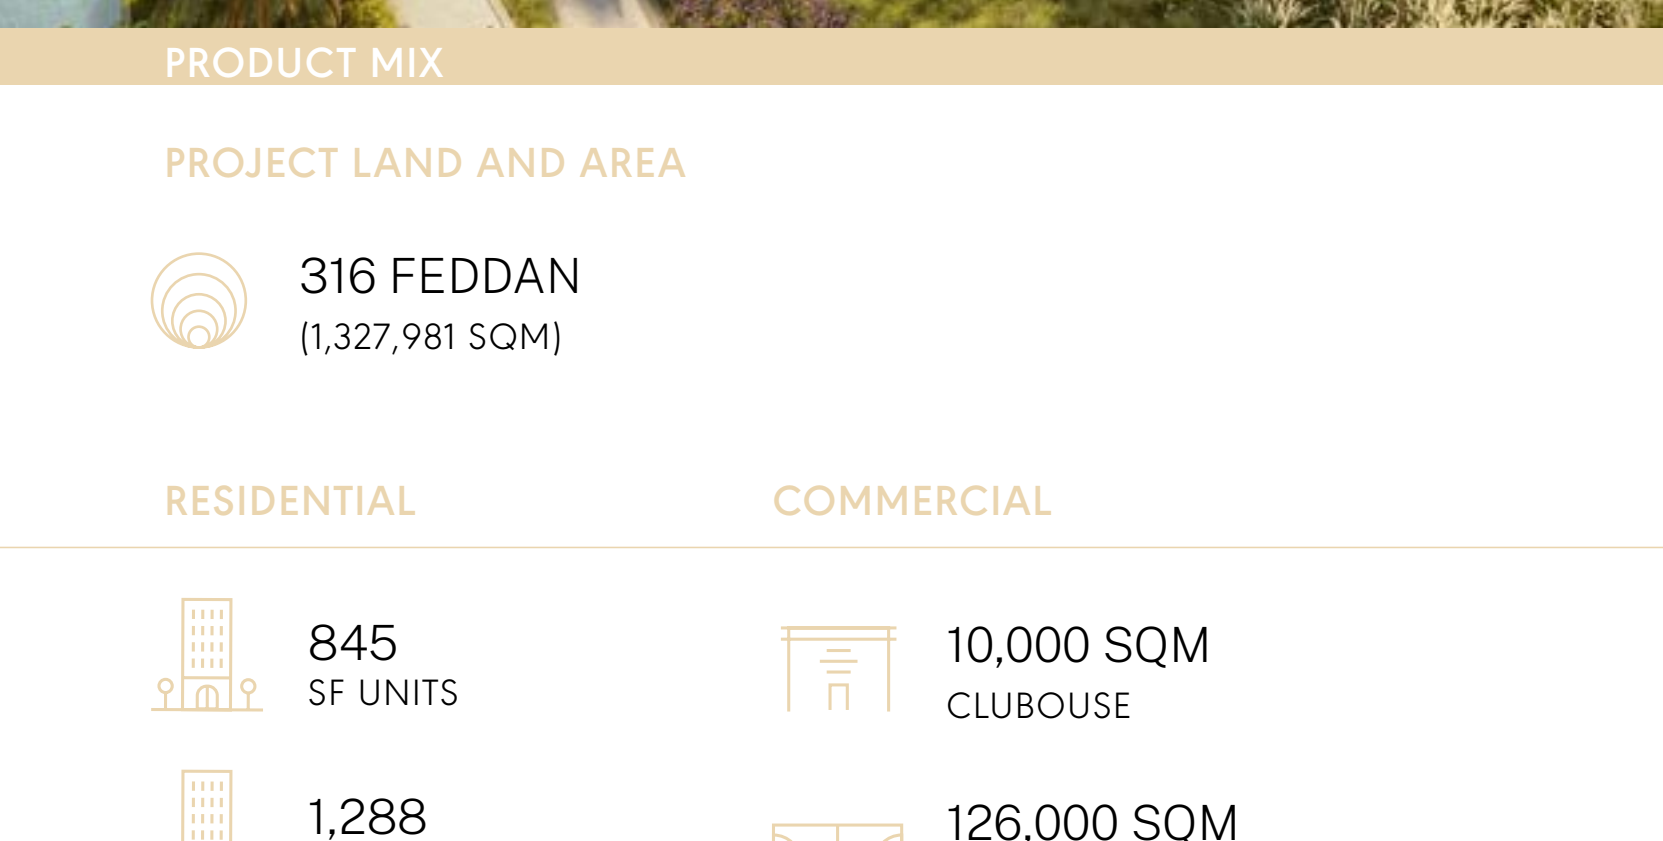 PRODUCT MIX
PROJECT LAND AND AREA
316 FEDDAN
(1,327,981 SQM)
RESIDENTIAL
COMMERCIAL
845
SF UNITS
10,000 SQM
CLUBOUSE
1,288
126,000 SQM